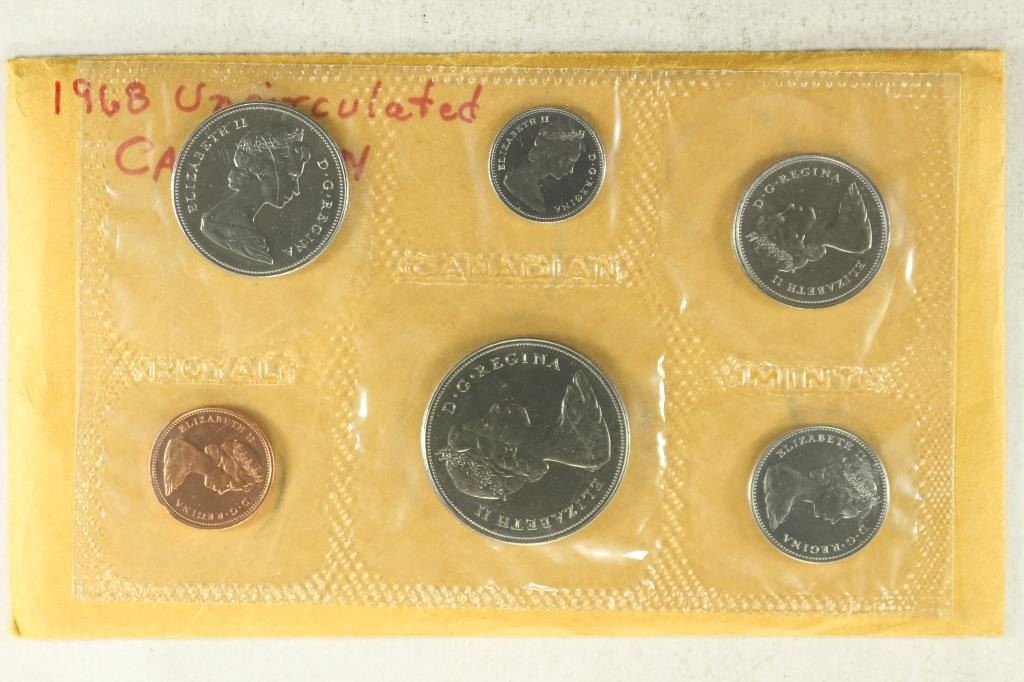 1968 Uncirculated
ELIZABETH II D·G·REGINA
ELIZABETH II D·G·REGINA
ELIZABETH II D·G·REGINA
CANADIAN
ROYAL
MINT
ELIZABETH II D·G·REGINA
ELIZABETH II D·G·REGINA
ELIZABETH II D·G·REGINA